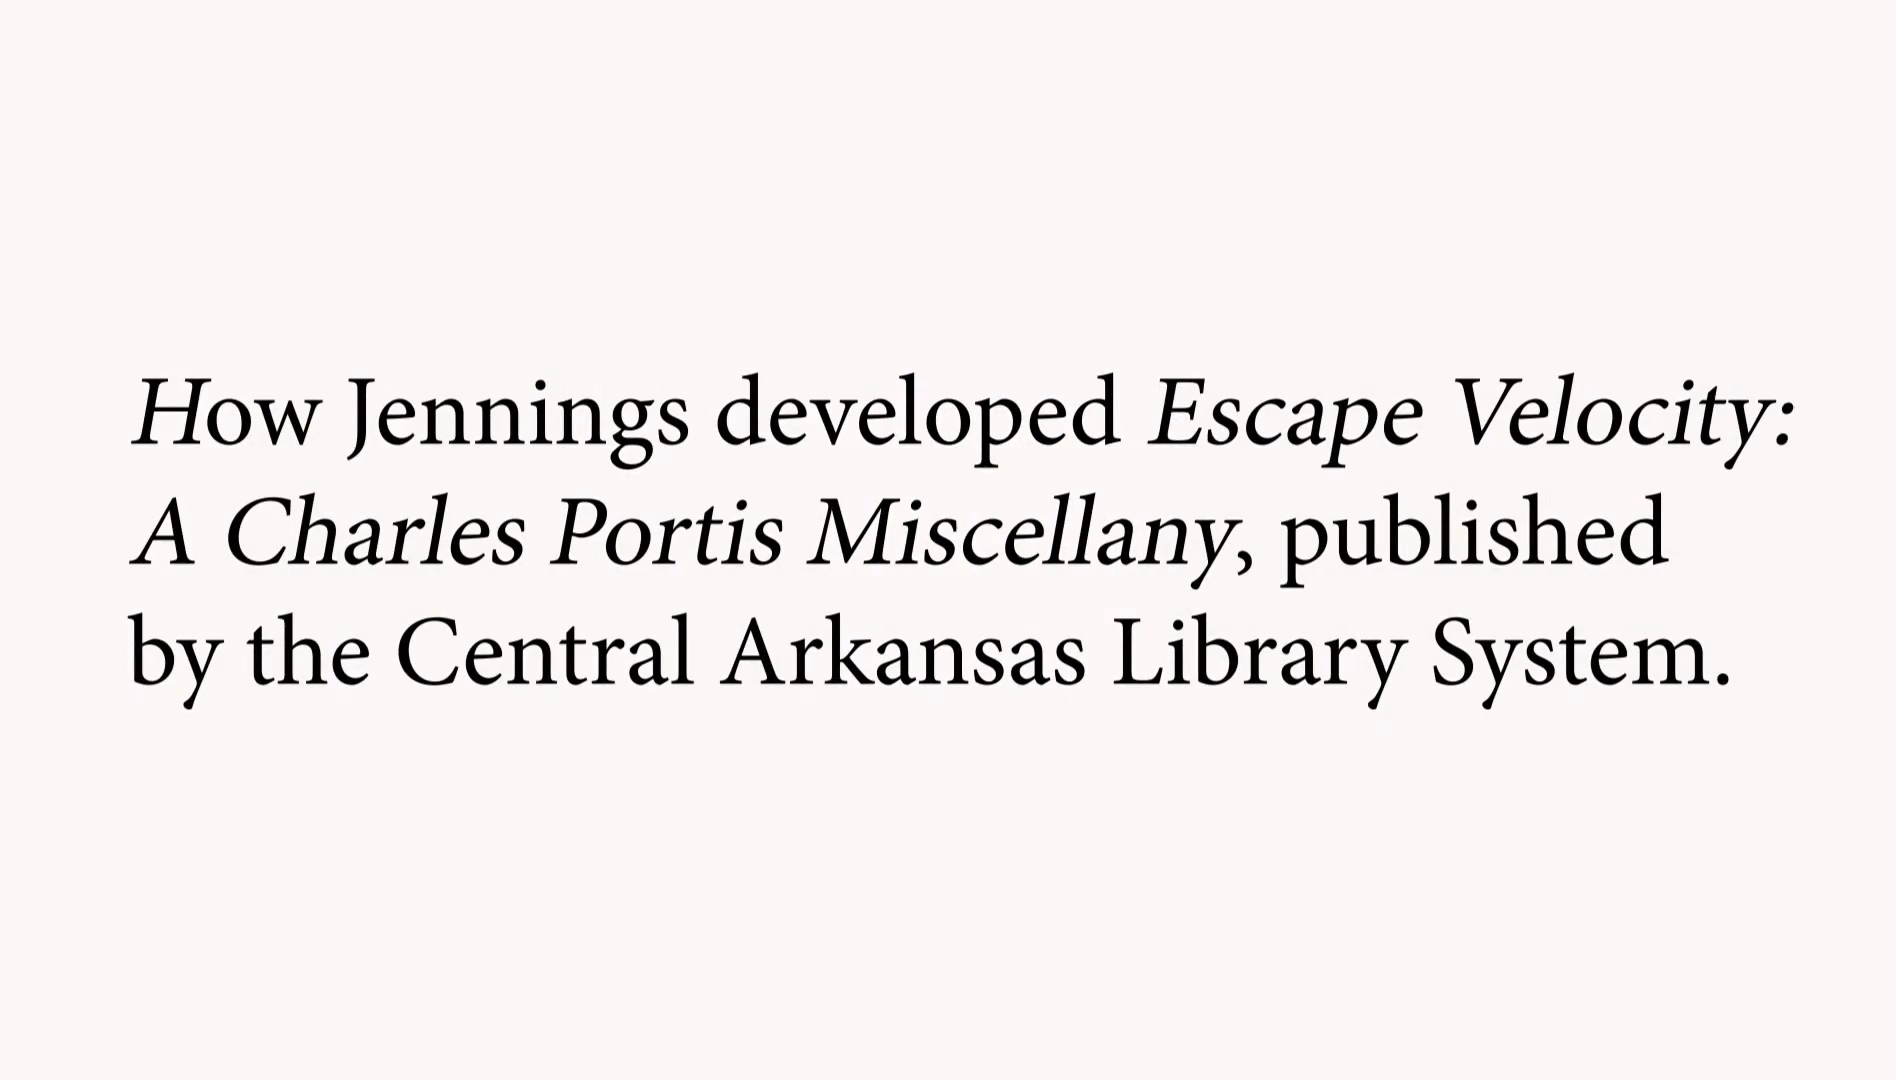 How Jennings developed Escape Velocity:
A Charles Portis Miscellany, published
by the Central Arkansas Library System.